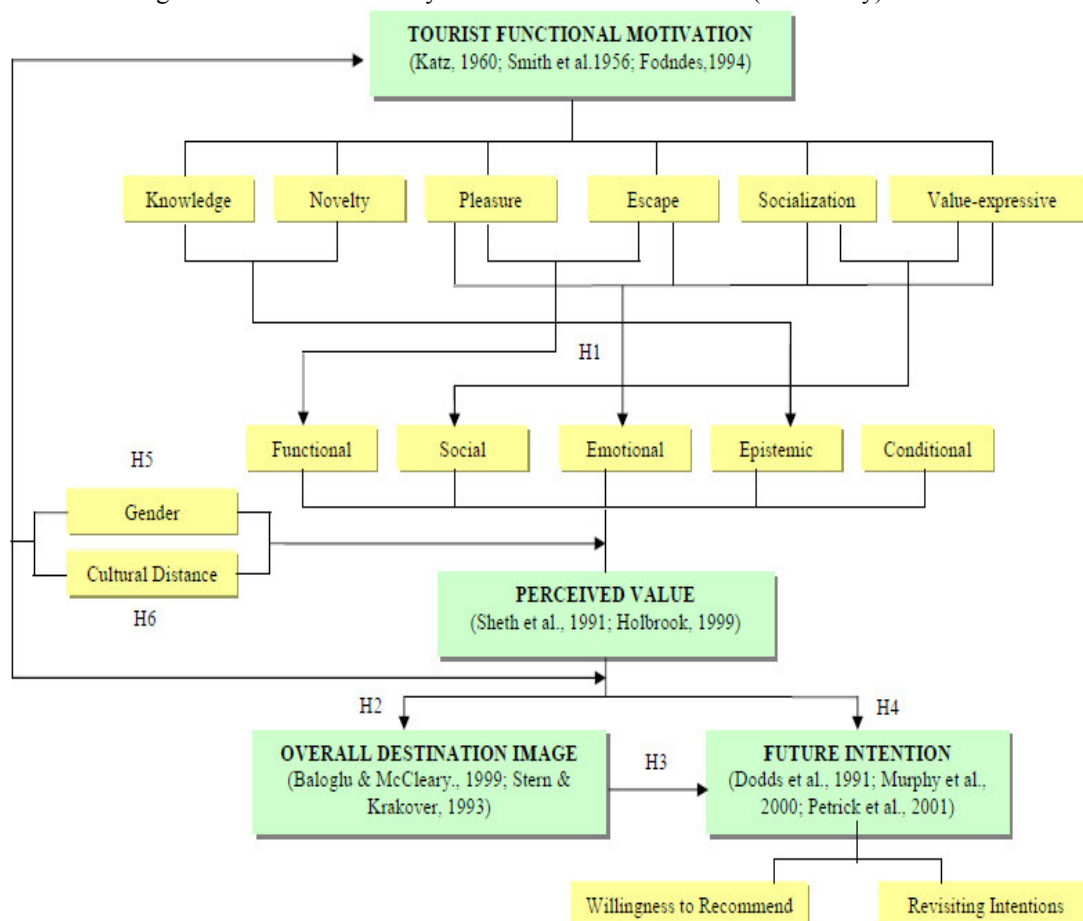 TOURIST FUNCTIONAL MOTIVATION
(Katz, 1960; Smith et al.1956; Fodndes,1994)
Knowledge
Novelty
Pleasure
Escape
Socialization
Value-expressive
H1
Functional
Social
Emotional
Epistemic
Conditional
H5
Gender
Cultural Distance
H6
PERCEIVED VALUE
(Sheth et al., 1991; Holbrook, 1999)
H2
H4
OVERALL DESTINATION IMAGE
(Baloglu & McCleary., 1999; Stern &
Krakover, 1993)
H3
FUTURE INTENTION
(Dodds et al., 1991; Murphy et al.,
2000; Petrick et al., 2001)
Willingness to Recommend
Revisiting Intentions